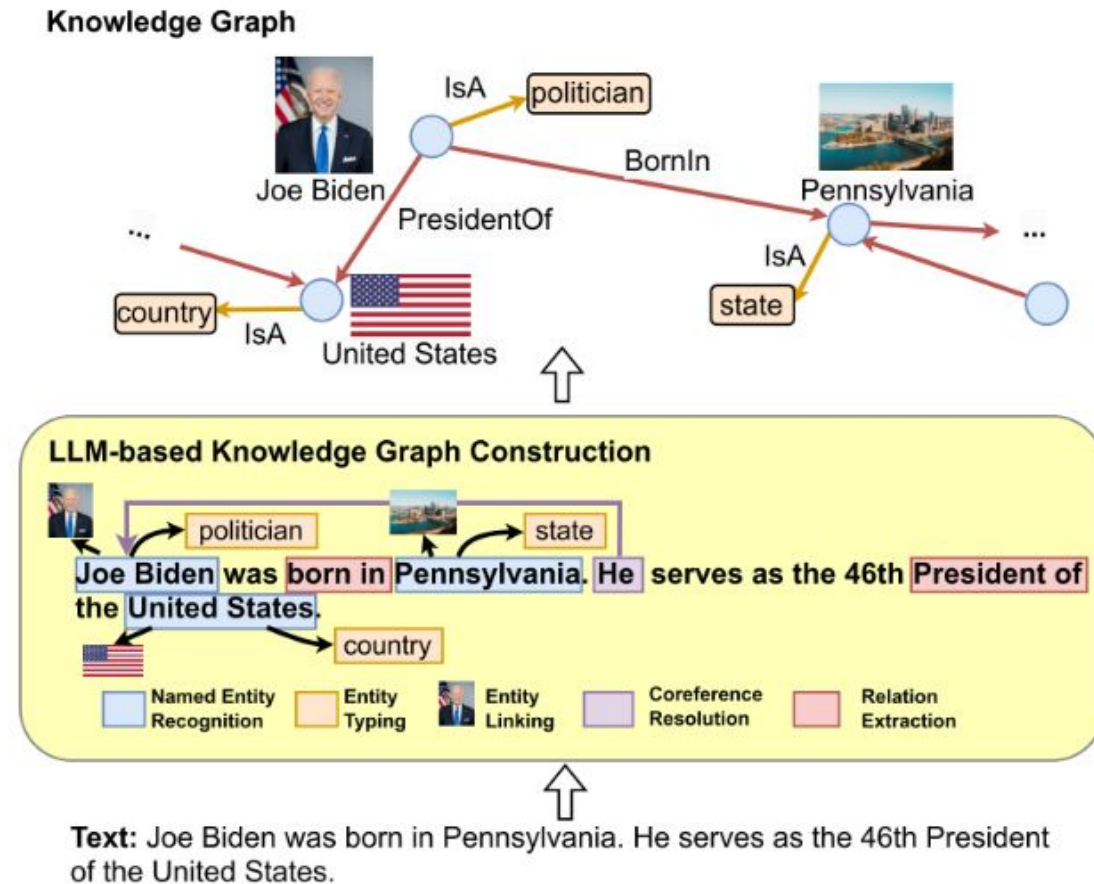 Knowledge Graph
IsA
politician
BornIn
Joe Biden
Pennsylvania
PresidentOf
...
...
IsA
country
state
IsA
United States
LLM-based Knowledge Graph Construction
politician
state
Joe Biden was born in Pennsylvania. He serves as the 46th President of
the United States.
country
Named Entity
Recognition
Entity
Typing
Entity
Linking
Coreference
Resolution
Relation
Extraction
Text: Joe Biden was born in Pennsylvania. He serves as the 46th President
of the United States.